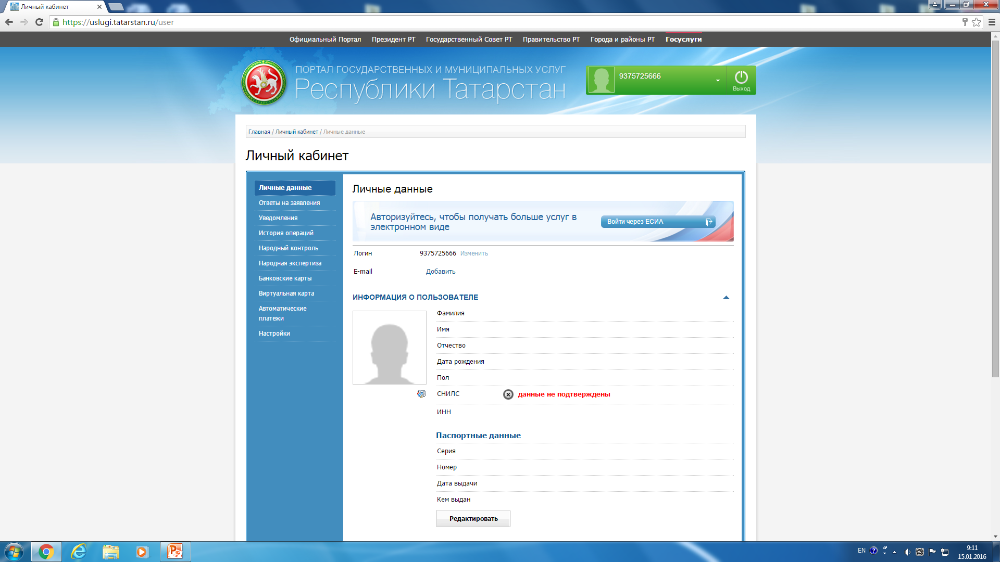 Личный кабинет
https://uslugi.tatarstan.ru/user
Официальный Портал Президент РТ Государственный Совет РТ Правительство РТ Города и районы РТ Госуслуги
ПОРТАЛ ГОСУДАРСТВЕННЫХ И МУНИЦИПАЛЬНЫХ УСЛУГ
Республики Татарстан
ТАТАРСТАН
9375725666
Выход
Главная / Личный кабинет / Личные данные
Личный кабинет
Личные данные
Ответы на заявления
Уведомления
История операций
Народный контроль
Народная экспертиза
Банковские карты
Виртуальная карта
Автоматические
платежи
Настройки
Личные данные
Авторизуйтесь, чтобы получать больше услуг в
электронном виде
Войти через ЕСИА
Логин 9375725666 Изменить
E-mail Добавить
ИНФОРМАЦИЯ О ПОЛЬЗОВАТЕЛЕ
Фамилия
Имя
Отчество
Дата рождения
Пол
СНИЛС данные не подтверждены
ИНН
Паспортные данные
Серия
Номер
Дата выдачи
Кем выдан
Редактировать
EN
9:11
15.01.2016